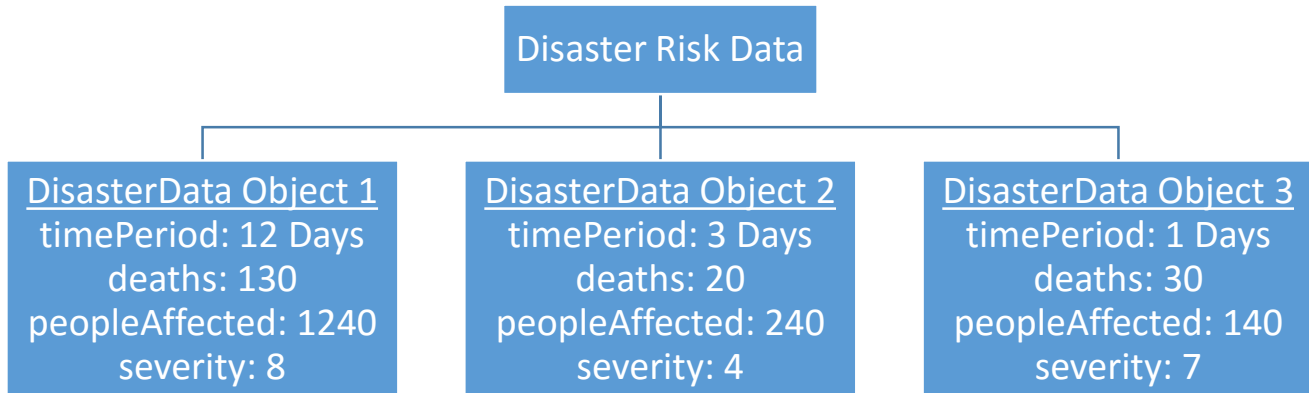 Disaster Risk Data
DisasterData Object 1
timePeriod: 12 Days
deaths: 130
peopleAffected: 1240
severity: 8
DisasterData Object 2
timePeriod: 3 Days
deaths: 20
peopleAffected: 240
severity: 4
DisasterData Object 3
timePeriod: 1 Days
deaths: 30
peopleAffected: 140
severity: 7